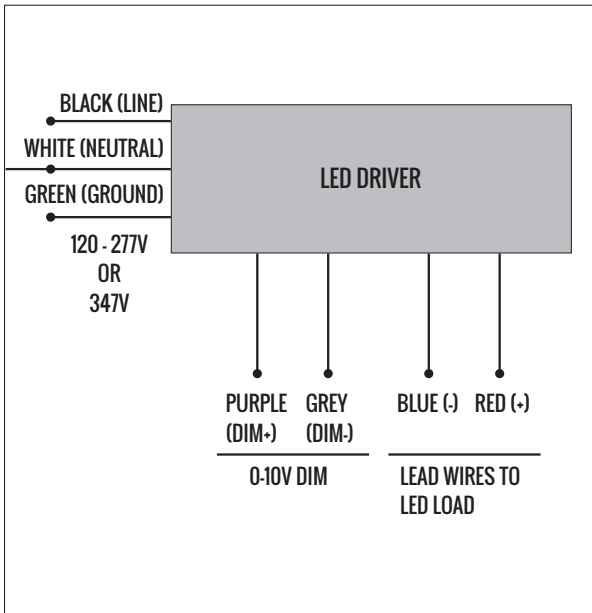 BLACK (LINE)
WHITE (NEUTRAL)
GREEN (GROUND)
120 - 277V
OR
347V
LED DRIVER
PURPLE
(DIM+)
GREY
(DIM-)
0-10V DIM
BLUE (-)
RED (+)
LEAD WIRES TO
LED LOAD